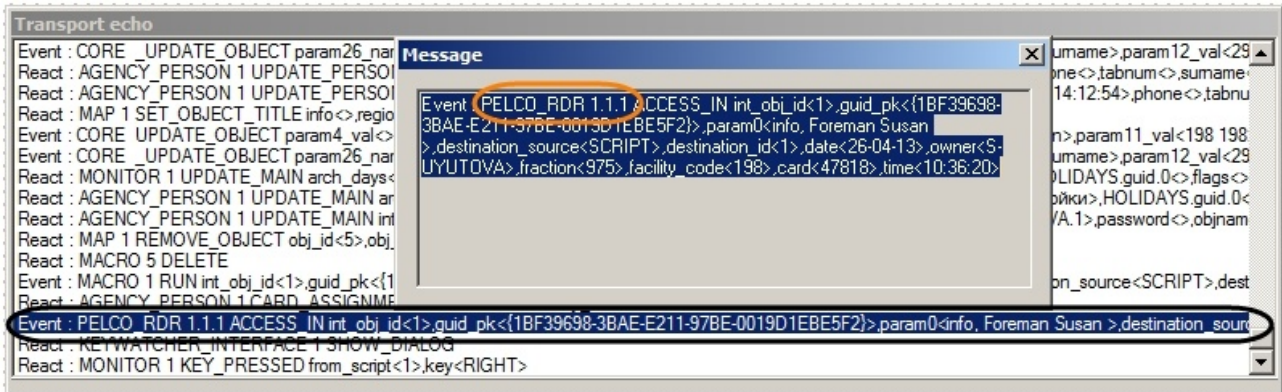 Transport echo
Event : CORE _UPDATE_OBJECT param26_nar
React : AGENCY_PERSON 1 UPDATE_PERSO
React : AGENCY_PERSON 1 UPDATE_PERSO
React : MAP 1 SET_OBJECT_TITLE info<>,regio
Event : CORE UPDATE_OBJECT param4_val<>
Event : CORE _UPDATE_OBJECT param26_nar
React : MONITOR 1 UPDATE_MAIN arch_days<
React : AGENCY_PERSON 1 UPDATE_MAIN ar
React : AGENCY_PERSON 1 UPDATE_MAIN int
React : MAP 1 REMOVE_OBJECT obj_id<5>,obj_
React : MACRO 5 DELETE
Event : MACRO 1 RUN int_obj_id<1>,guid_pk<{1
React : AGENCY_PERSON 1 CARD_ASSIGNME
Event : PELCO_RDR 1.1.1 ACCESS_IN int_obj_id<1>,guid_pk<{1BF39698-3BAE-E211-97BE-0019D1EBE5F2}>,param0<info, Foreman Susan >,destination_sourc
React : KEYWATCHER_INTERFACE 1 SHOW_DIALOG
React : MONITOR 1 KEY_PRESSED from_script<1>,key<RIGHT>
Message
Event : PELCO_RDR 1.1.1 ACCESS_IN int_obj_id<1>,guid_pk<{1BF39698-
3BAE-E211-97BE-0019D1EBE5F2}>,param0<info, Foreman Susan
>,destination_source<SCRIPT>,destination_id<1>,date<26-04-13>,owner<S-
UYUTOVA>,fraction<975>,facility_code<198>,card<47818>,time<10:36:20>
urname>,param12_val<29
one<>,tabnum<>,surname<
14:12:54>,phone<>,tabnu
n>,param11_val<198 198
urname>,param12_val<29
OLIDAYS.guid.0<>,flags<>
ойки>,HOLIDAYS.guid.0<
VA.1>,password<>,objnam
on_source<SCRIPT>,dest